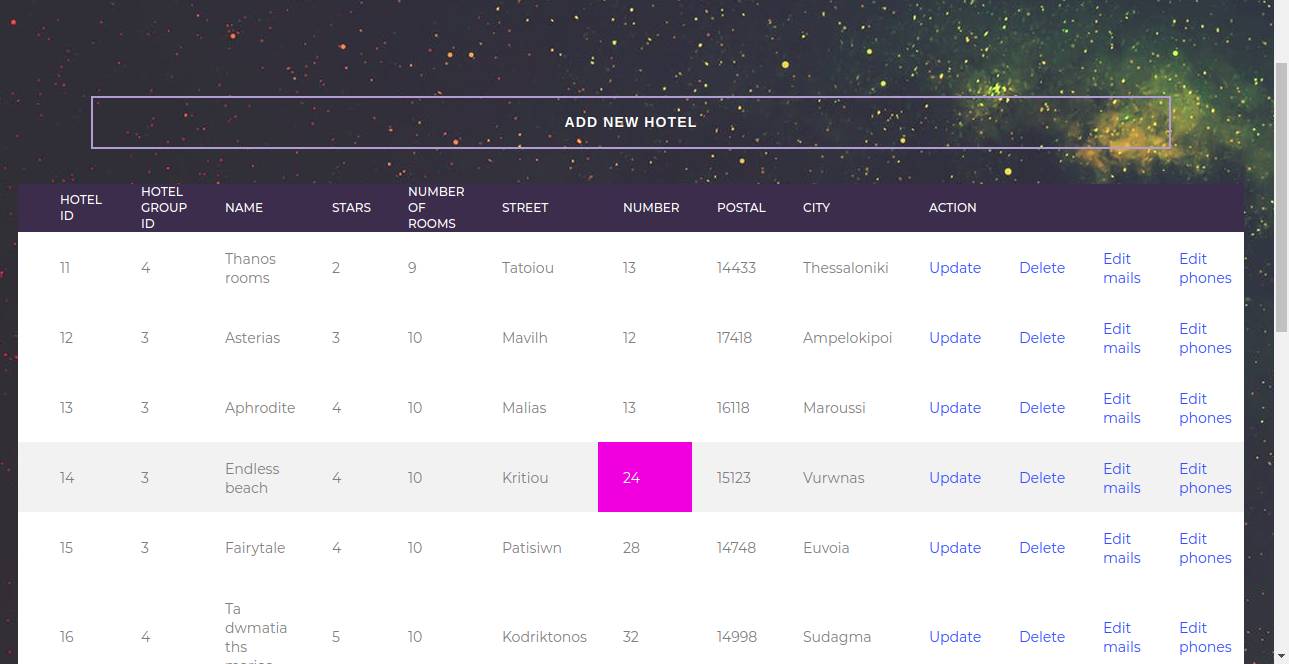 ADD NEW HOTEL
HOTEL ID HOTEL GROUP ID NAME STARS NUMBER OF ROOMS STREET NUMBER POSTAL CITY ACTION
11 4 Thanos rooms 2 9 Tatoiou 13 14433 Thessaloniki Update Delete Edit mails Edit phones
12 3 Asterias 3 10 Mavilh 12 17418 Ampelokipoi Update Delete Edit mails Edit phones
13 3 Aphrodite 4 10 Malias 13 16118 Maroussi Update Delete Edit mails Edit phones
14 3 Endless beach 4 10 Kritiou 24 15123 Vurwnas Update Delete Edit mails Edit phones
15 3 Fairytale 4 10 Patisiwn 28 14748 Euvoia Update Delete Edit mails Edit phones
16 4 Ta dwmatia ths 5 10 Kodriktonos 32 14998 Sudagma Update Delete Edit mails Edit phones